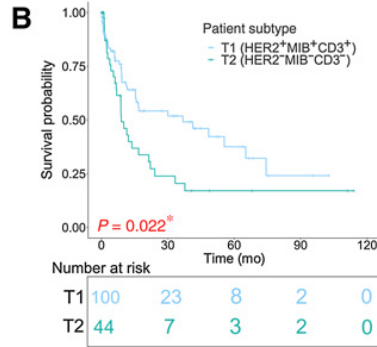 B
Patient subtype
T1 (HER2⁺MIB⁺CD3⁺)
T2 (HER2⁻MIB⁻CD3⁻)
Survival probability
1.00
0.75
0.50
0.25
0.00
P = 0.022*
0 30 60 90 120
Time (mo)
Number at risk
T1 100 23 8 2 0
T2 44 7 3 2 0